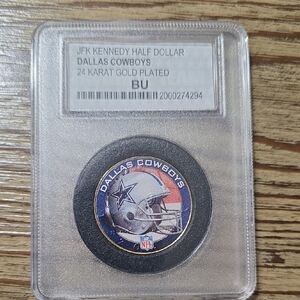 JFK KENNEDY HALF DOLLAR
DALLAS COWBOYS
24 KARAT GOLD PLATED
BU
2000274294
DALLAS COWBOYS
NFL